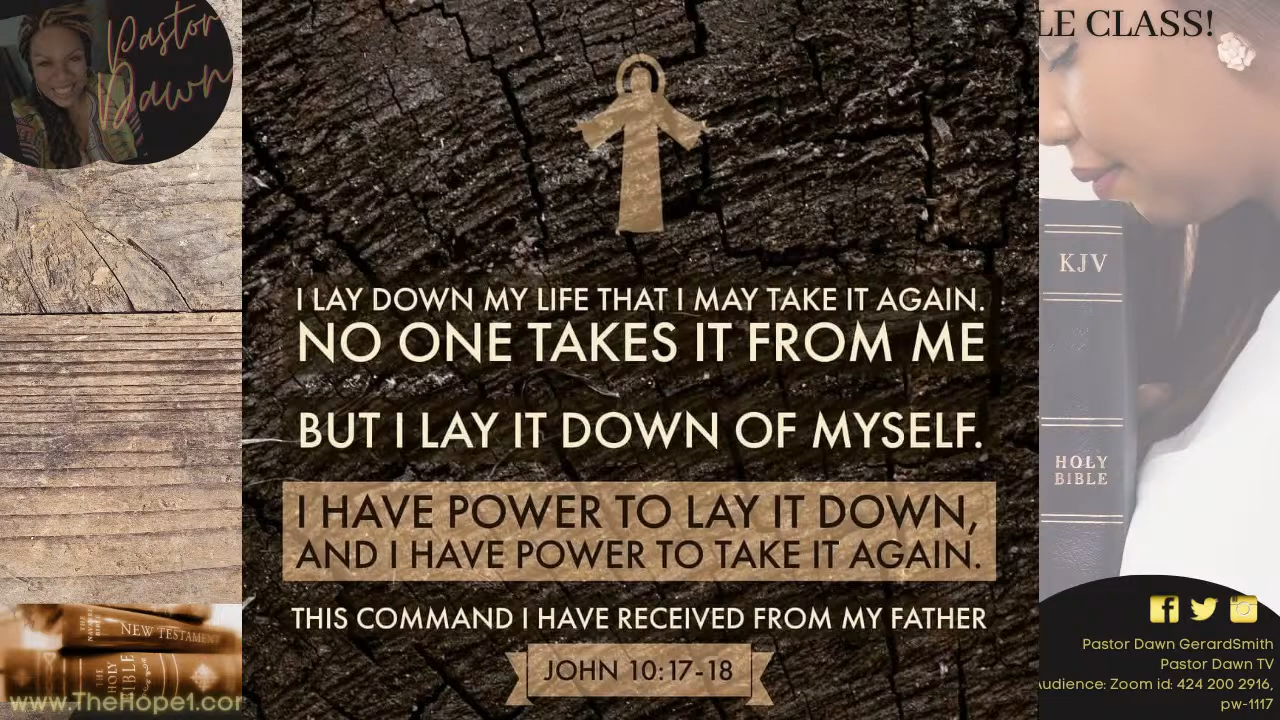 Pastor
Dawn
LE CLASS!
I LAY DOWN MY LIFE THAT I MAY TAKE IT AGAIN.
NO ONE TAKES IT FROM ME
BUT I LAY IT DOWN OF MYSELF.
I HAVE POWER TO LAY IT DOWN,
AND I HAVE POWER TO TAKE IT AGAIN.
THIS COMMAND I HAVE RECEIVED FROM MY FATHER
JOHN 10:17-18
KJV
HOLY
BIBLE
NEW TESTAMENT
THE
HOLY
BIBLE
www.TheHope1.com
Pastor Dawn GerardSmith
Pastor Dawn TV
Audience: Zoom id: 424 200 2916,
pw-1117